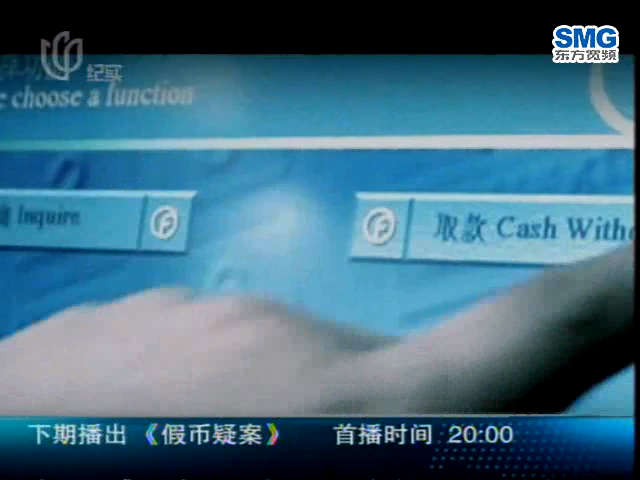 SMG
东方宽频
纪实
e choose a function
Inquire
取款 Cash Withd
下期播出《假币疑案》 首播时间 20:00